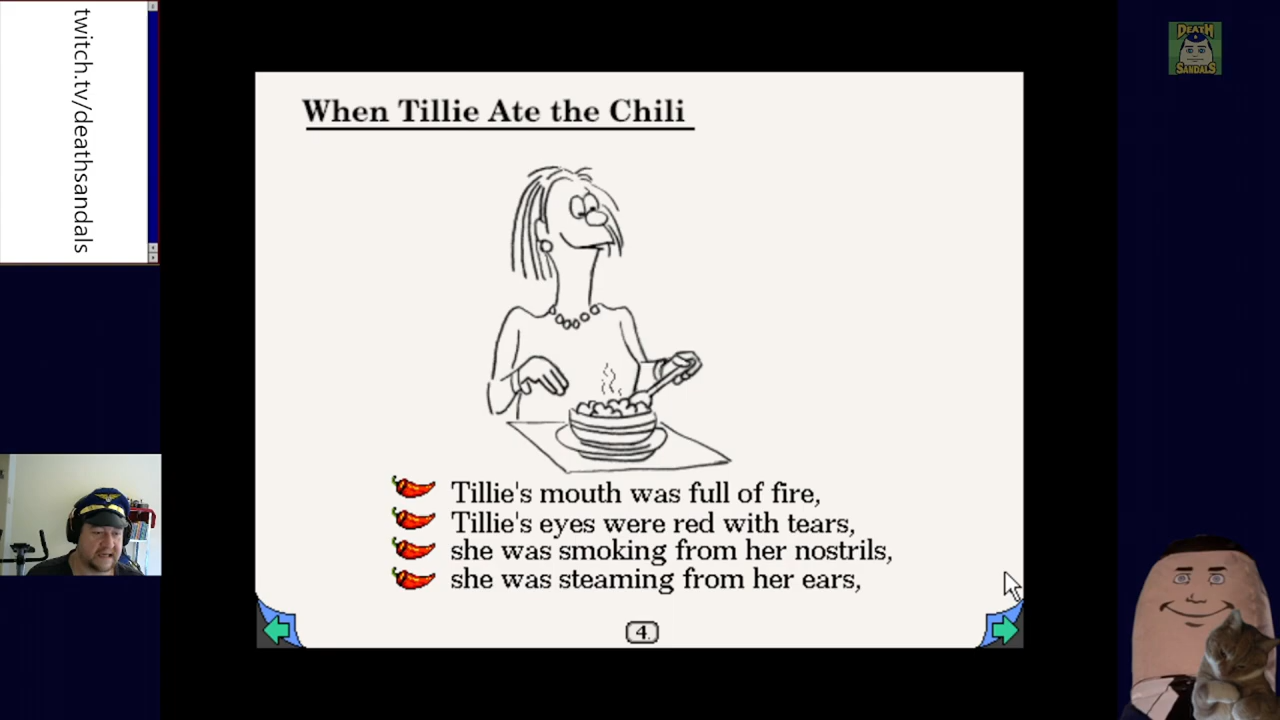 twitch.tv/deathsandals
DEATH
SANDALS
When Tillie Ate the Chili
Tillie's mouth was full of fire,
Tillie's eyes were red with tears,
she was smoking from her nostrils,
she was steaming from her ears,
4.